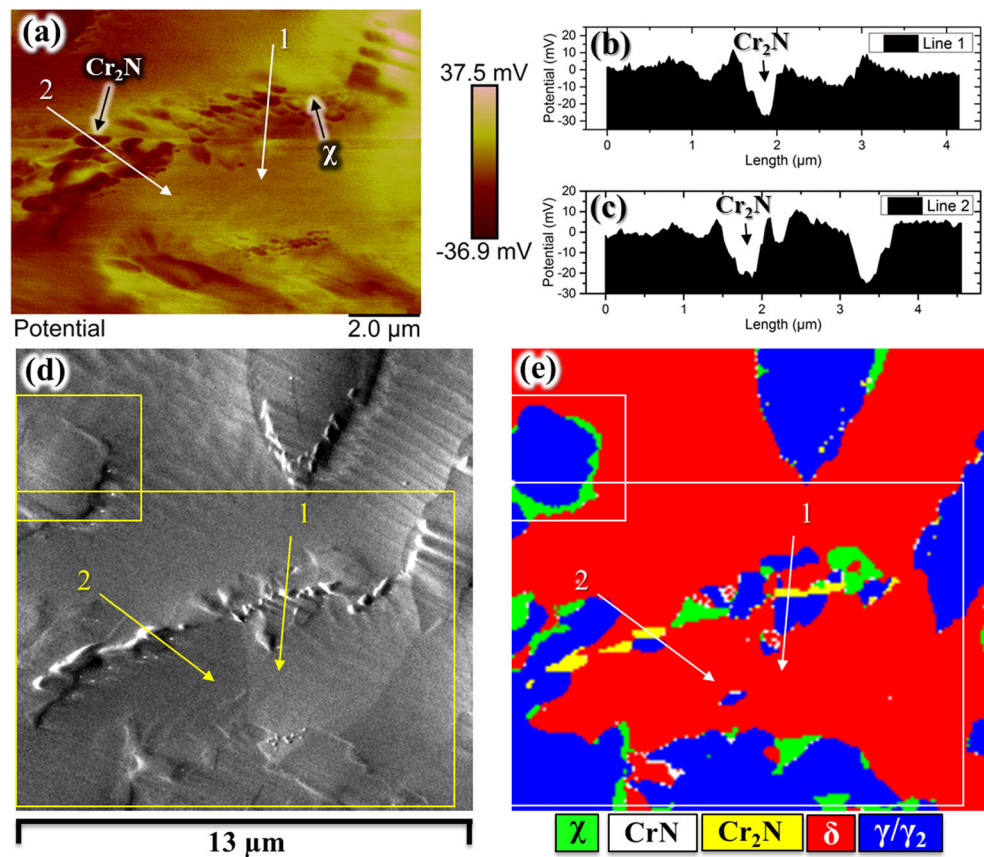 (a)
1
Cr₂N
2
χ
Potential
2.0 µm
37.5 mV
-36.9 mV
(b)
Cr₂N
Line 1
Potential (mV)
20
10
0
-10
-20
-30
0
1
2
3
4
Length (µm)
(c)
Cr₂N
Line 2
Potential (mV)
20
10
0
-10
-20
-30
0
1
2
3
4
Length (µm)
(d)
1
2
13 µm
(e)
1
2
χ
CrN
Cr₂N
δ
γ/γ₂